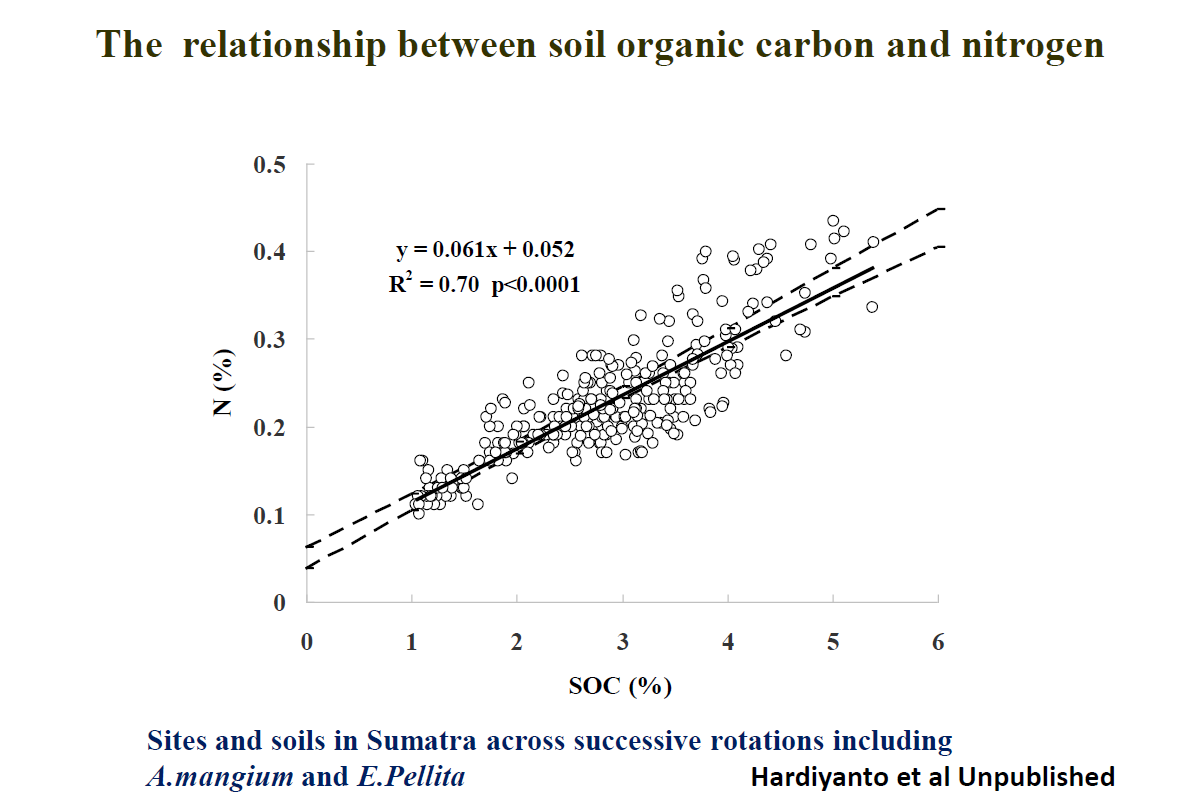 The relationship between soil organic carbon and nitrogen
0.5
0.4
0.3
0.2
0.1
0
N (%)
y = 0.061x + 0.052
R² = 0.70 p<0.0001
0 1 2 3 4 5 6
SOC (%)
Sites and soils in Sumatra across successive rotations including
A.mangium and E.Pellita
Hardiyanto et al Unpublished